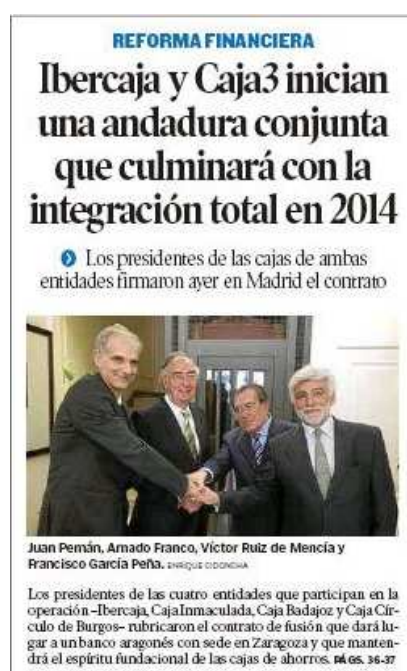 REFORMA FINANCIERA
Ibercaja y Caja3 inician
una andadura conjunta
que culminará con la
integración total en 2014
Los presidentes de las cajas de ambas
entidades firmaron ayer en Madrid el contrato
Juan Pemán, Amado Franco, Víctor Ruiz de Mencía y
Francisco García Peña. ENRIQUE CIDONCHA
Los presidentes de las cuatro entidades que participan en la
operación –Ibercaja, Caja Inmaculada, Caja Badajoz y Caja Cír-
culo de Burgos– rubricaron el contrato de fusión que dará lu-
gar a un banco aragonés con sede en Zaragoza y que manten-
drá el espíritu fundacional de las cajas de ahorros. PÁGS. 36-37